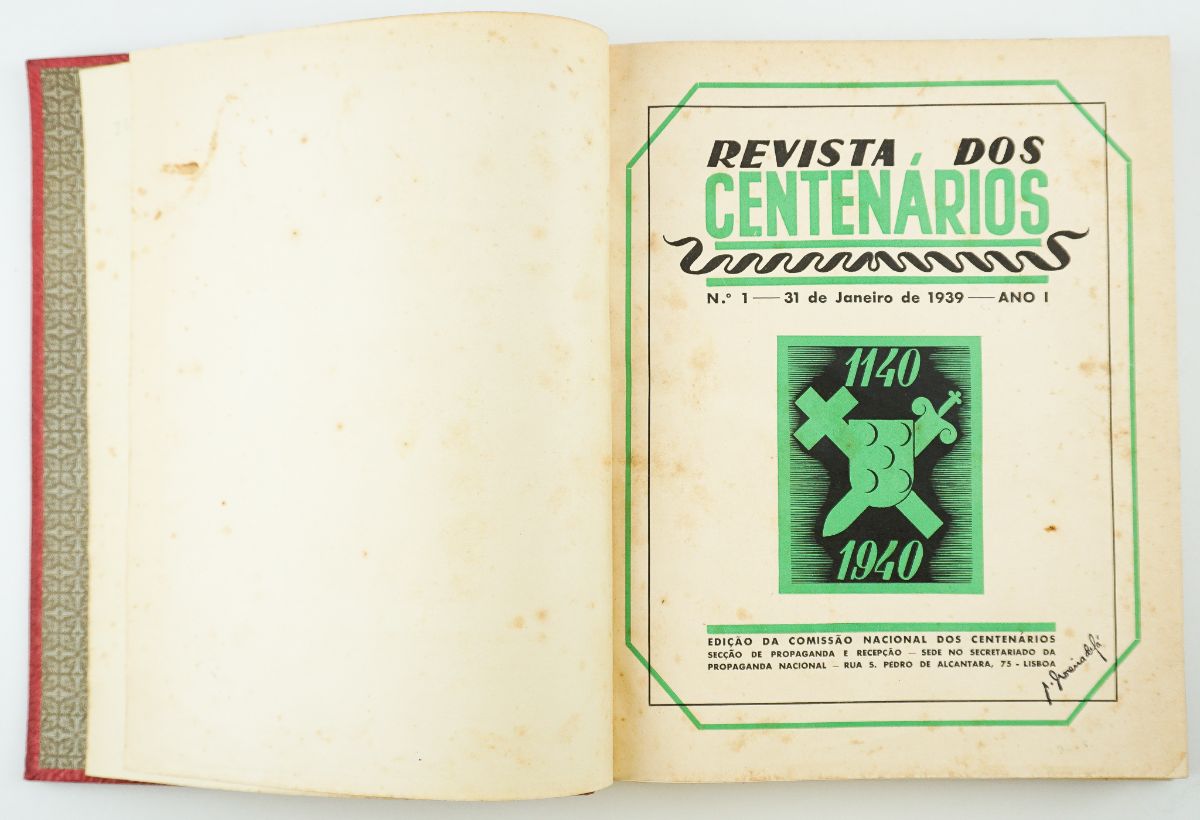 REVISTA DOS
CENTENÁRIOS
N.º 1 — 31 de Janeiro de 1939 — ANO I
1140
1940
EDIÇÃO DA COMISSÃO NACIONAL DOS CENTENÁRIOS
SECÇÃO DE PROPAGANDA E RECEPÇÃO — SEDE NO SECRETARIADO DA
PROPAGANDA NACIONAL — RUA S. PEDRO DE ALCANTARA, 75 - LISBOA